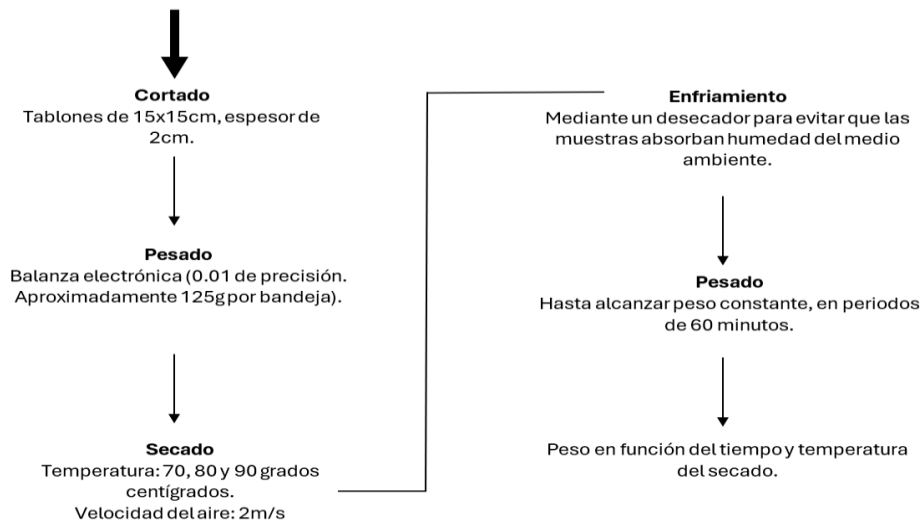 Cortado
Tablones de 15x15cm, espesor de
2cm.
Pesado
Balanza electrónica (0.01 de precisión.
Aproximadamente 125g por bandeja).
Secado
Temperatura: 70, 80 y 90 grados
centígrados.
Velocidad del aire: 2m/s
Enfriamiento
Mediante un desecador para evitar que las
muestras absorban humedad del medio
ambiente.
Pesado
Hasta alcanzar peso constante, en periodos
de 60 minutos.
Peso en función del tiempo y temperatura
del secado.